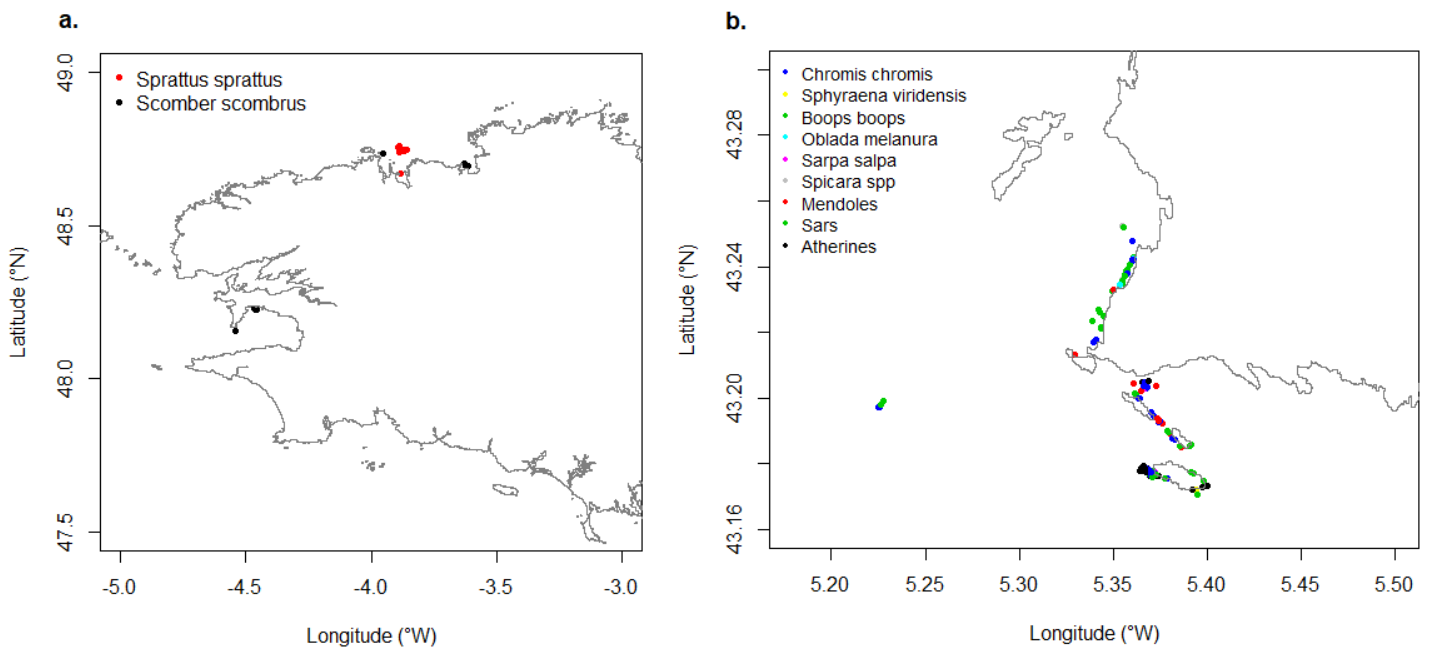 a.
Sprattus sprattus
Scomber scombrus
49.0
48.5
48.0
47.5
Latitude (°N)
-5.0 -4.5 -4.0 -3.5 -3.0
Longitude (°W)
b.
Chromis chromis
Sphyraena viridensis
Boops boops
Oblada melanura
Sarpa salpa
Spicara spp
Mendoles
Sars
Atherines
43.28
43.24
43.20
43.16
Latitude (°N)
5.20 5.25 5.30 5.35 5.40 5.45 5.50
Longitude (°W)